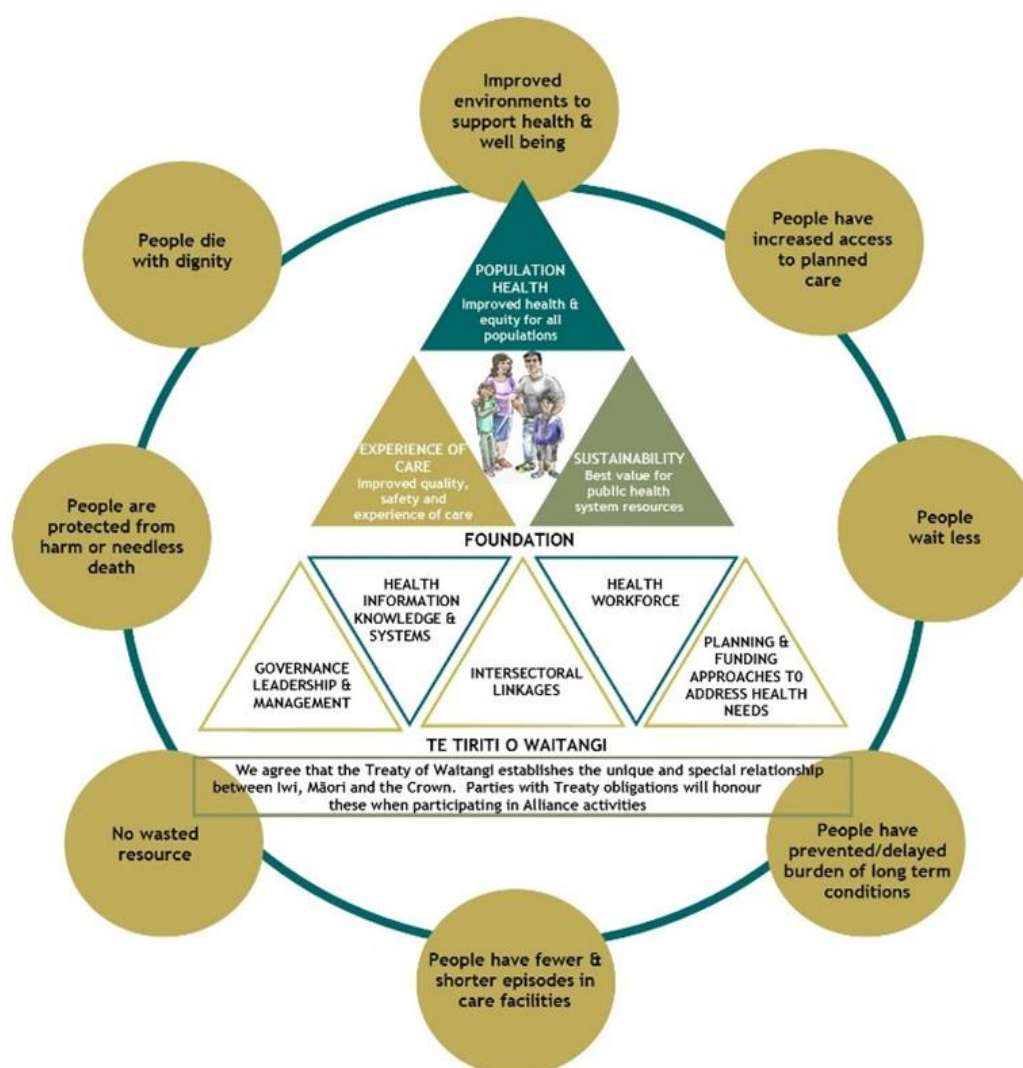 Improved
environments to
support health &
well being
People have
increased access
to planned
care
People
wait less
People have
prevented/delayed
burden of long term
conditions
People have fewer &
shorter episodes in
care facilities
No wasted
resource
People are
protected from
harm or needless
death
People die
with dignity
POPULATION
HEALTH
Improved health &
equity for all
populations
EXPERIENCE OF
CARE
Improved quality,
safety and
experience of care
SUSTAINABILITY
Best value for
public health
system resources
FOUNDATION
GOVERNANCE
LEADERSHIP &
MANAGEMENT
HEALTH
INFORMATION
KNOWLEDGE &
SYSTEMS
INTERSECTORAL
LINKAGES
HEALTH
WORKFORCE
PLANNING &
FUNDING
APPROACHES TO
ADDRESS HEALTH
NEEDS
TE TIRITI O WAITANGI
We agree that the Treaty of Waitangi establishes the unique and special relationship
between Iwi, Māori and the Crown. Parties with Treaty obligations will honour
these when participating in Alliance activities